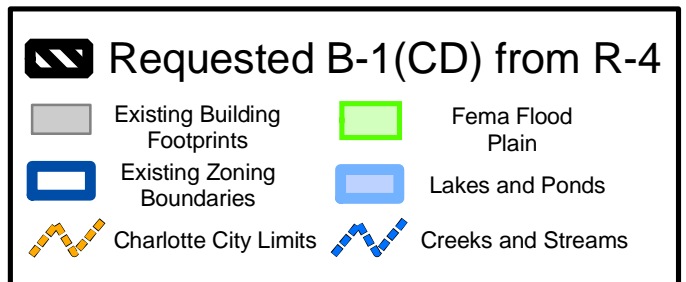 Requested B-1(CD) from R-4
Existing Building
Footprints
Fema Flood
Plain
Existing Zoning
Boundaries
Lakes and Ponds
Charlotte City Limits
Creeks and Streams